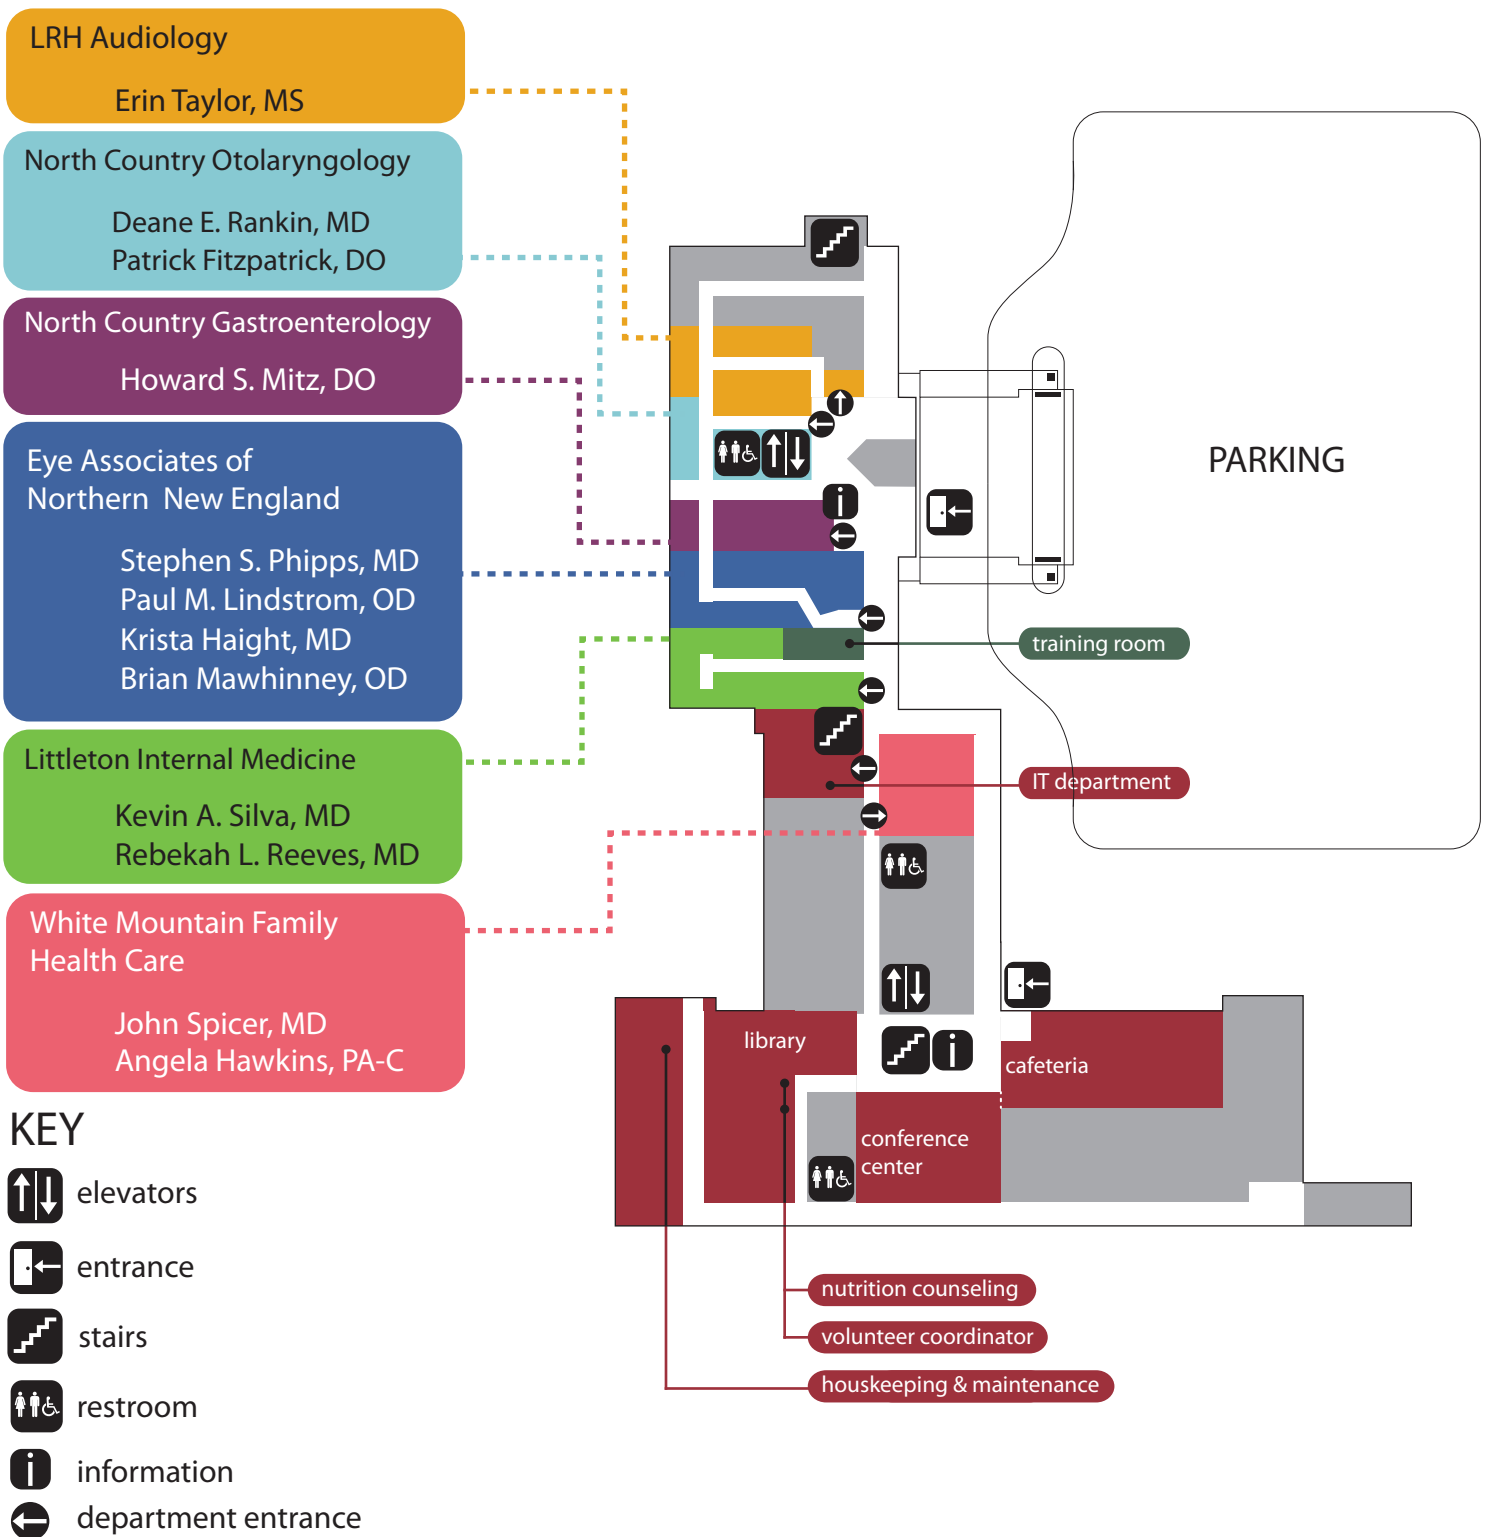 LRH Audiology
Erin Taylor, MS
North Country Otolaryngology
Deane E. Rankin, MD
Patrick Fitzpatrick, DO
North Country Gastroenterology
Howard S. Mitz, DO
Eye Associates of
Northern New England
Stephen S. Phipps, MD
Paul M. Lindstrom, OD
Krista Haight, MD
Brian Mawhinney, OD
Littleton Internal Medicine
Kevin A. Silva, MD
Rebekah L. Reeves, MD
White Mountain Family
Health Care
John Spicer, MD
Angela Hawkins, PA-C
KEY
elevators
entrance
stairs
restroom
information
department entrance
PARKING
training room
IT department
library
cafeteria
conference
center
nutrition counseling
volunteer coordinator
houskeeping & maintenance